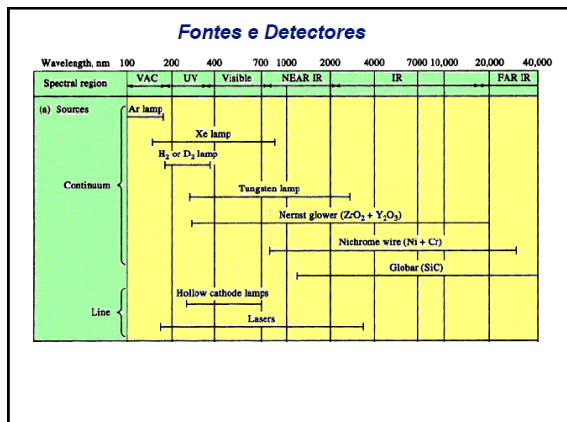 Fontes e Detectores
Wavelength, nm 100 200 400 700 1000 2000 4000 7000 10,000 20,000 40,000
Spectral region VAC UV Visible NEAR IR IR FAR IR
(a) Sources Ar lamp
Xe lamp
H₂ or D₂ lamp
Continuum
Tungsten lamp
Nernst glower (ZrO₂ + Y₂O₃)
Nichrome wire (Ni + Cr)
Globar (SiC)
Hollow cathode lamps
Line
Lasers